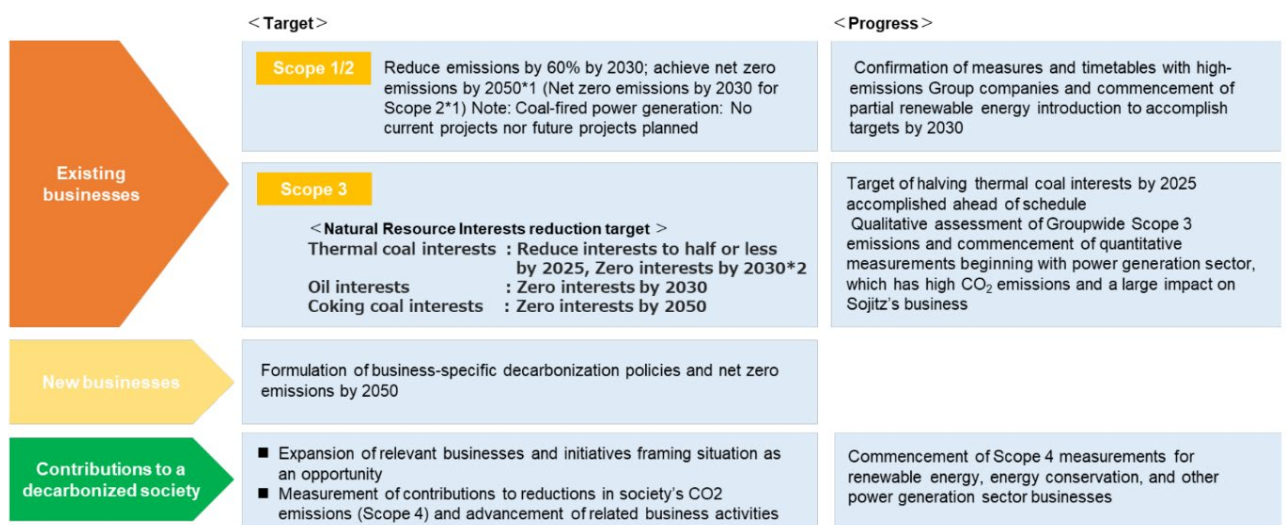 ＜Target＞
＜Progress＞
Existing
businesses
Scope 1/2
Reduce emissions by 60% by 2030; achieve net zero
emissions by 2050*1 (Net zero emissions by 2030 for
Scope 2*1) Note: Coal-fired power generation: No
current projects nor future projects planned
Confirmation of measures and timetables with high-
emissions Group companies and commencement of
partial renewable energy introduction to accomplish
targets by 2030
Scope 3
＜Natural Resource Interests reduction target ＞
Thermal coal interests : Reduce interests to half or less
by 2025, Zero interests by 2030*2
Oil interests : Zero interests by 2030
Coking coal interests : Zero interests by 2050
Target of halving thermal coal interests by 2025
accomplished ahead of schedule
Qualitative assessment of Groupwide Scope 3
emissions and commencement of quantitative
measurements beginning with power generation sector,
which has high CO₂ emissions and a large impact on
Sojitz's business
New businesses
Formulation of business-specific decarbonization policies and net zero
emissions by 2050
Contributions to a
decarbonized society
■ Expansion of relevant businesses and initiatives framing situation as
an opportunity
■ Measurement of contributions to reductions in society's CO2
emissions (Scope 4) and advancement of related business activities
Commencement of Scope 4 measurements for
renewable energy, energy conservation, and other
power generation sector businesses